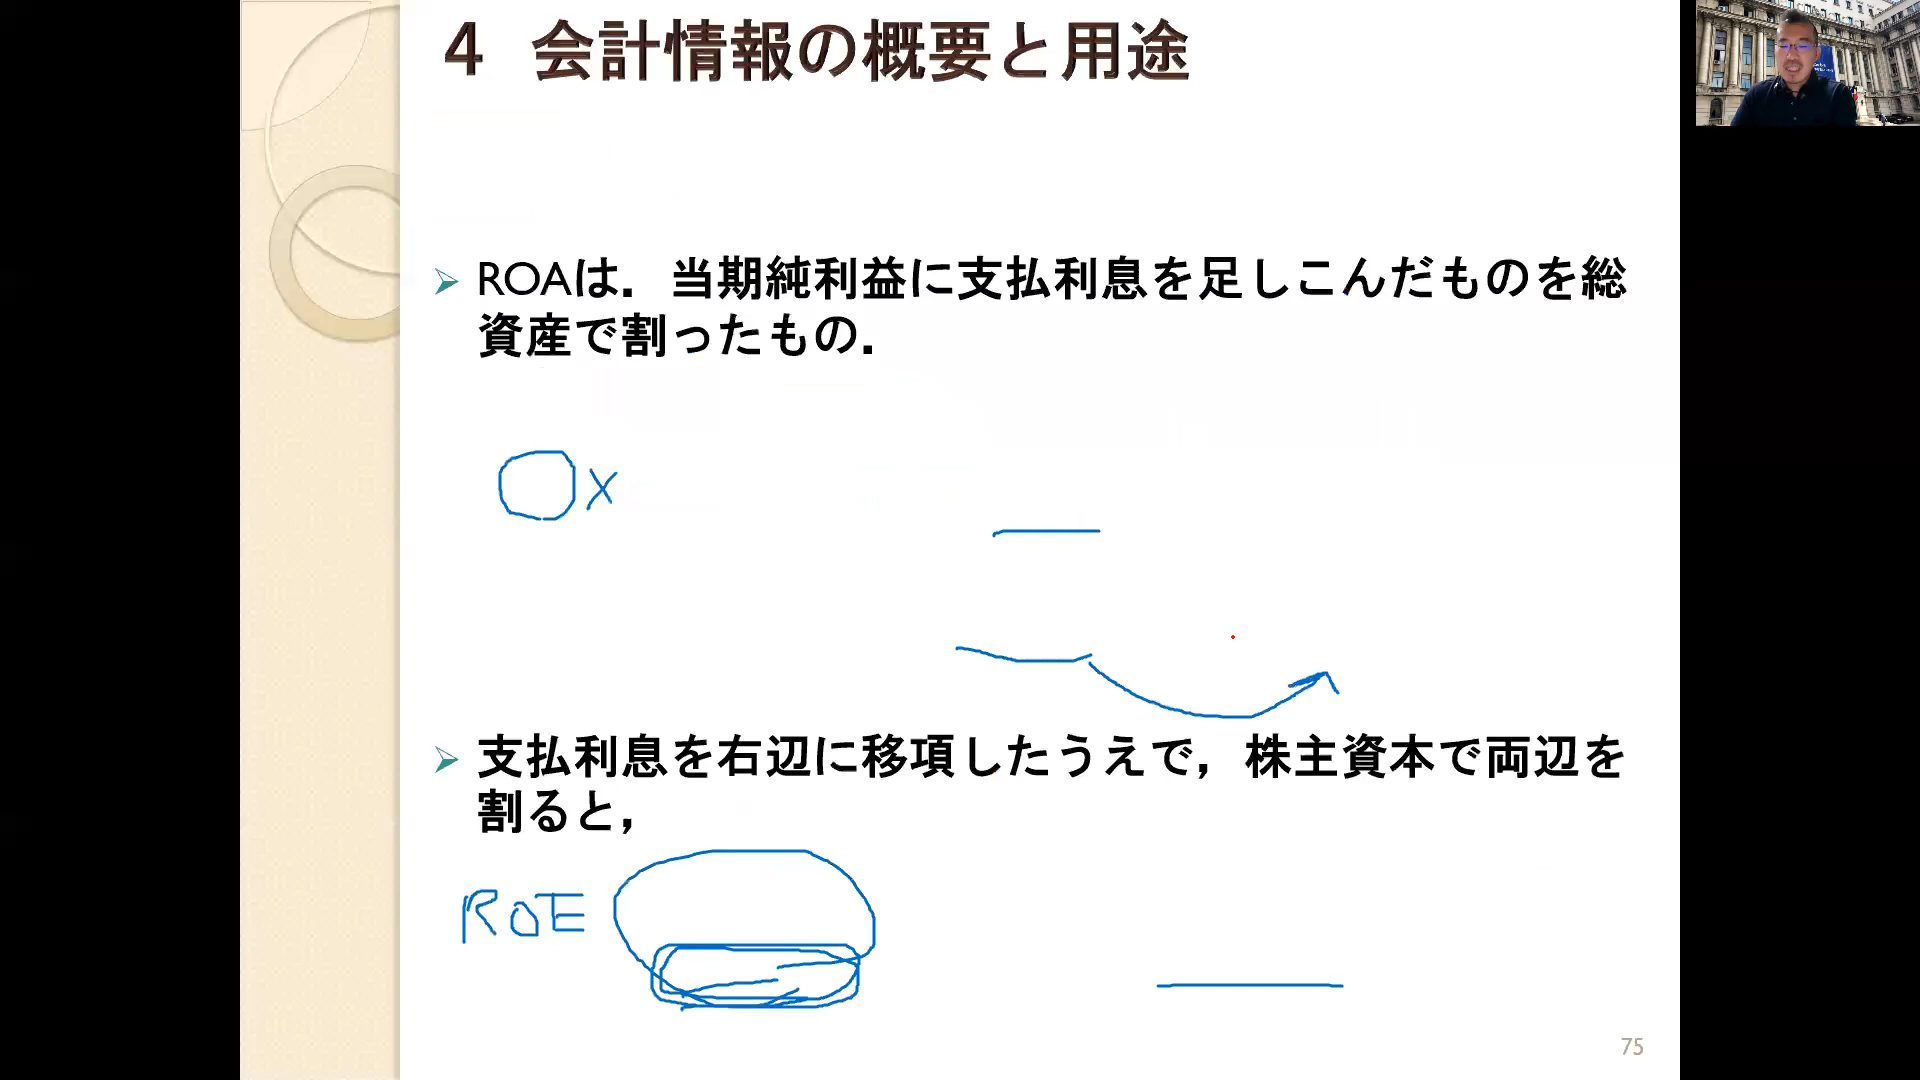 4 会計情報の概要と用途
ROAは．当期純利益に支払利息を足しこんだものを総
資産で割ったもの．
○×
支払利息を右辺に移項したうえで，株主資本で両辺を
割ると，
ROE
75